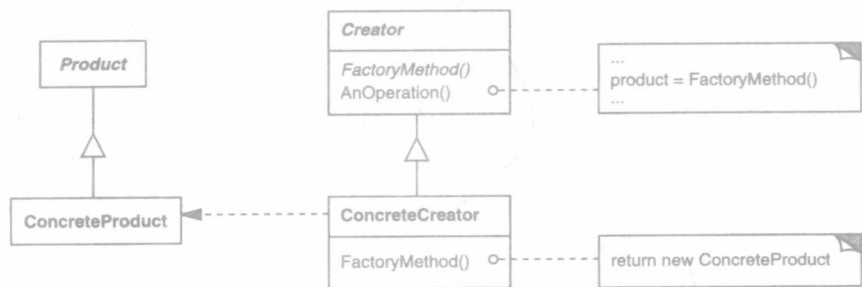 Product
ConcreteProduct
Creator
FactoryMethod()
AnOperation()
...
product = FactoryMethod()
...
ConcreteCreator
FactoryMethod()
return new ConcreteProduct